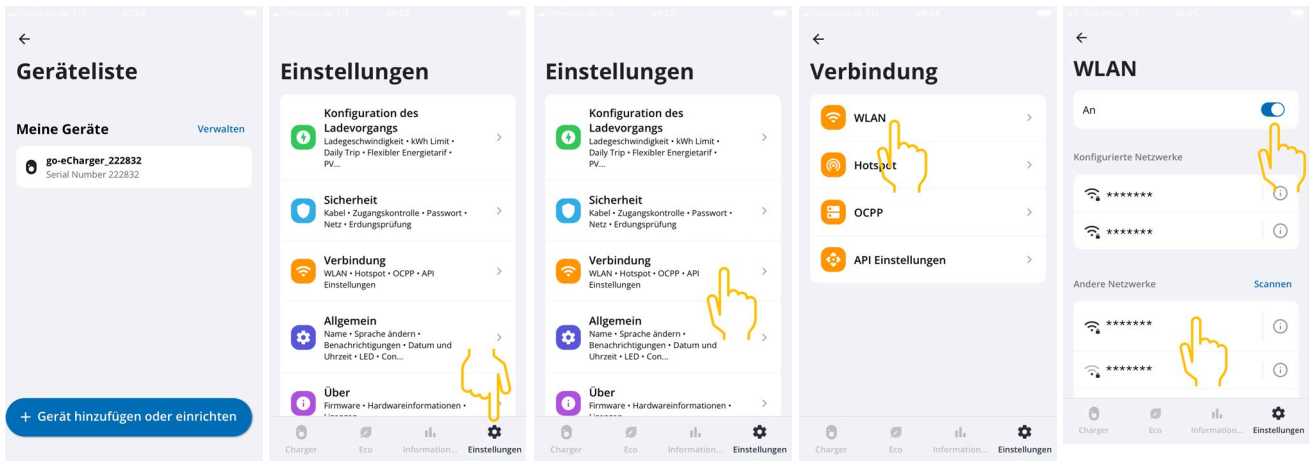 Telekom.de LTE 07:54
←
Geräteliste
Meine Geräte
Verwalten
go-eCharger_222832
Serial Number 222832
+ Gerät hinzufügen oder einrichten
Einstellungen
Konfiguration des
Ladevorgangs
Ladegeschwindigkeit • kWh Limit •
Daily Trip • Flexibler Energietarif •
PV...
Sicherheit
Kabel • Zugangskontrolle • Passwort •
Netz • Erdungsprüfung
Verbindung
WLAN • Hotspot • OCPP • API
Einstellungen
Allgemein
Name • Sprache ändern •
Benachrichtigungen • Datum und
Uhrzeit • LED • Con...
Über
Firmware • Hardwareinformationen •
Charger
Eco
Information...
Einstellungen
Einstellungen
Konfiguration des
Ladevorgangs
Ladegeschwindigkeit • kWh Limit •
Daily Trip • Flexibler Energietarif •
PV...
Sicherheit
Kabel • Zugangskontrolle • Passwort •
Netz • Erdungsprüfung
Verbindung
WLAN • Hotspot • OCPP • API
Einstellungen
Allgemein
Name • Sprache ändern •
Benachrichtigungen • Datum und
Uhrzeit • LED • Con...
Über
Firmware • Hardwareinformationen •
Charger
Eco
Information...
Einstellungen
←
Verbindung
WLAN
Hotspot
OCPP
API Einstellungen
Charger
Eco
Information...
Einstellungen
←
WLAN
An
Konfigurierte Netzwerke
*******
*******
Andere Netzwerke
Scannen
*******
*******
Charger
Eco
Information...
Einstellungen